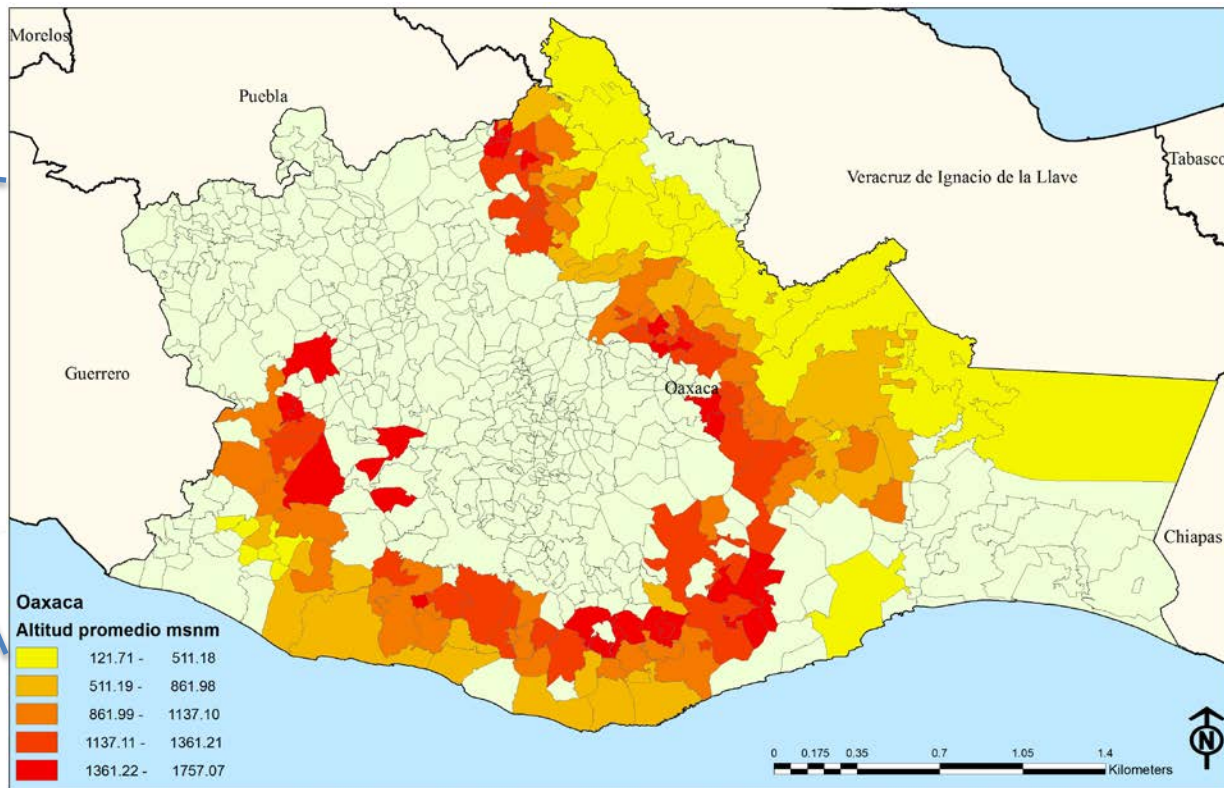 Morelos
Puebla
Tabasco
Veracruz de Ignacio de la Llave
Guerrero
Oaxaca
Chiapas
Oaxaca
Altitud promedio msnm
121.71 - 511.18
511.19 - 861.98
861.99 - 1137.10
1137.11 - 1361.21
1361.22 - 1757.07
0 0.175 0.35 0.7 1.05 1.4
Kilometers
N